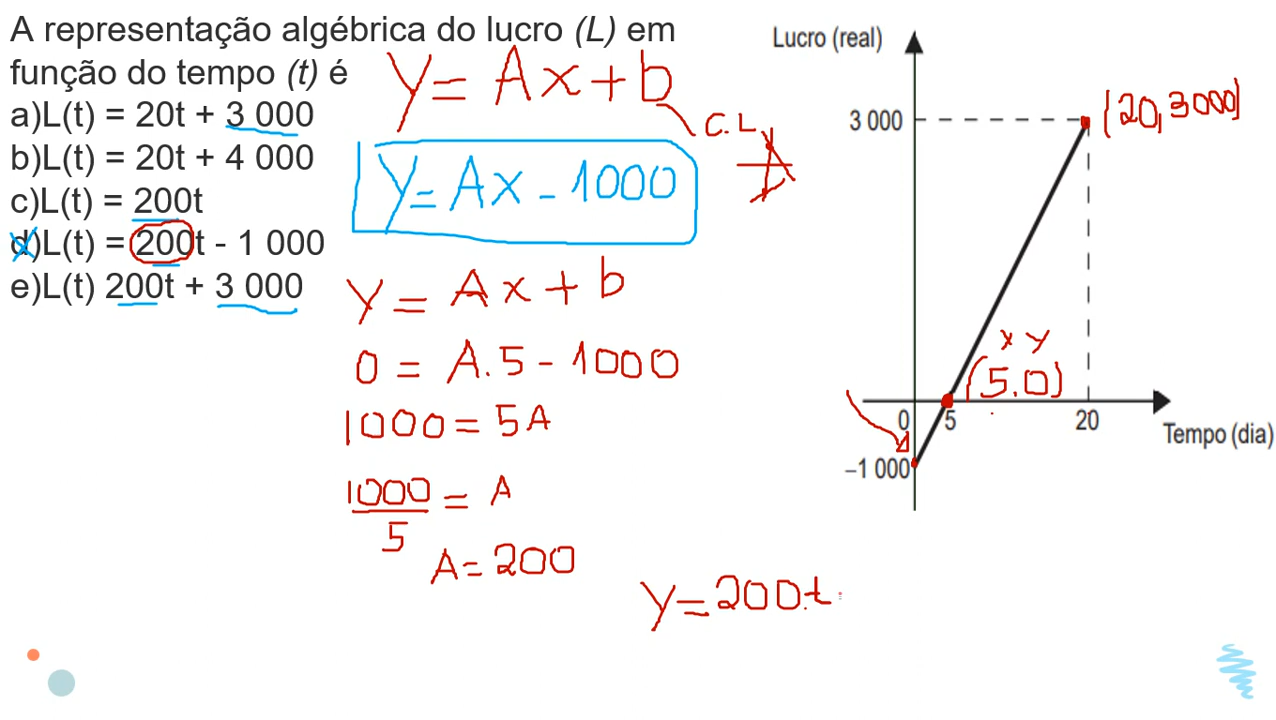 A representação algébrica do lucro (L) em
função do tempo (t) é
a)L(t) = 20t + 3 000
b)L(t) = 20t + 4 000
c)L(t) = 200t
d)L(t) = 200t - 1 000
e)L(t) 200t + 3 000
y = Ax + b
C.L
y
y = Ax - 1000
y = Ax + b
0 = A.5 - 1000
1000 = 5A
1000/5 = A
A = 200
y = 200.t
Lucro (real)
3 000
(20,3000)
x y
(5.0)
0 5 20
Tempo (dia)
–1 000